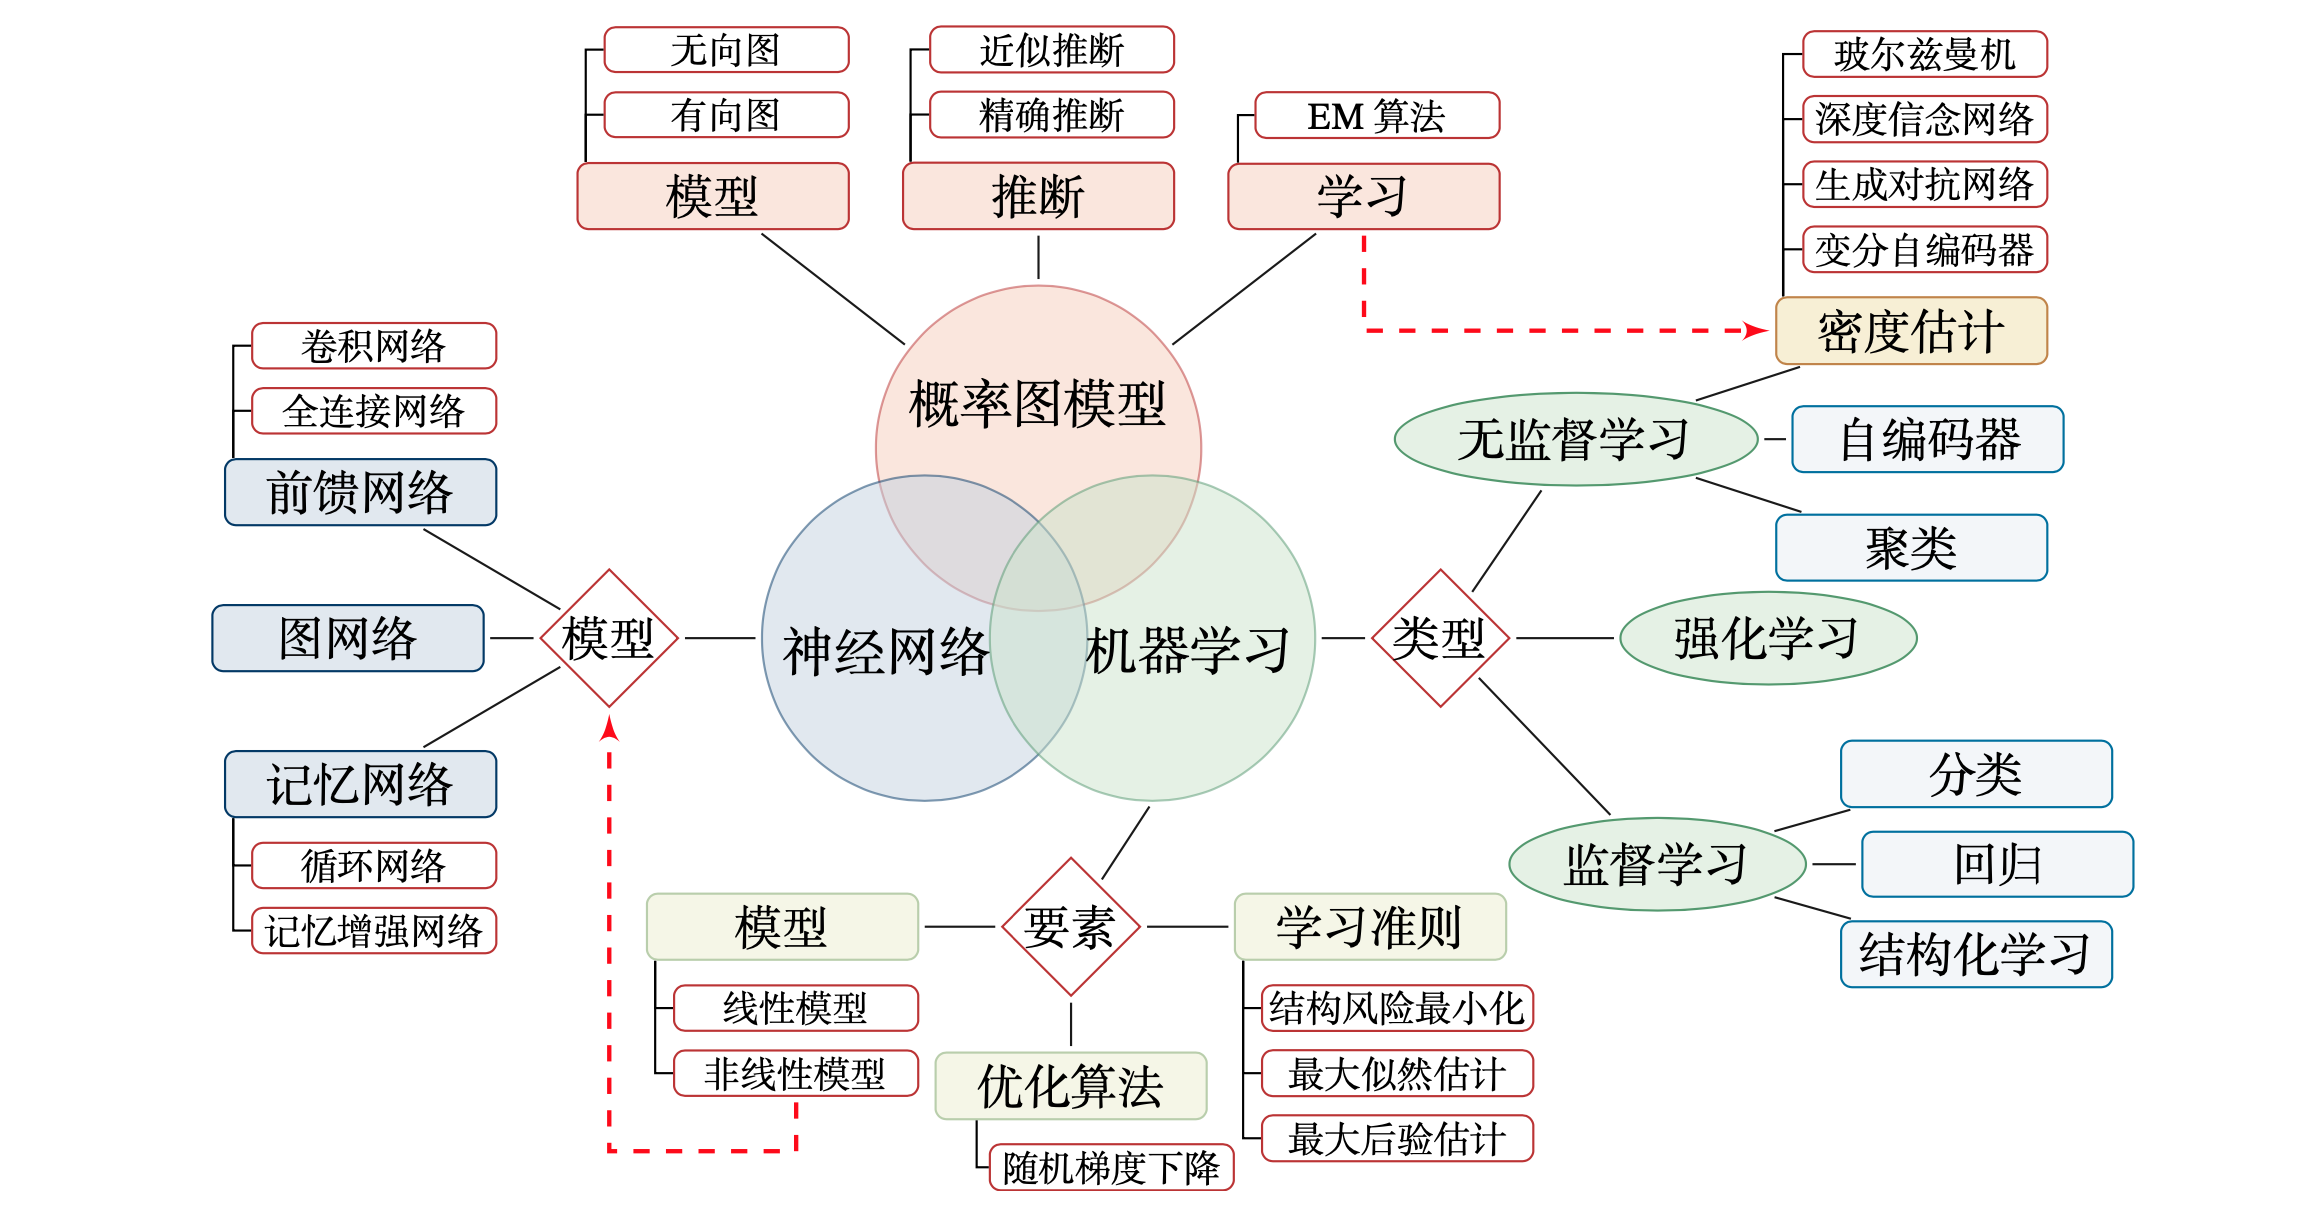 无向图
有向图
模型
近似推断
精确推断
推断
EM 算法
学习
玻尔兹曼机
深度信念网络
生成对抗网络
变分自编码器
密度估计
概率图模型
神经网络
机器学习
卷积网络
全连接网络
前馈网络
图网络
模型
记忆网络
循环网络
记忆增强网络
无监督学习
自编码器
聚类
类型
强化学习
监督学习
分类
回归
结构化学习
要素
模型
线性模型
非线性模型
优化算法
随机梯度下降
学习准则
结构风险最小化
最大似然估计
最大后验估计